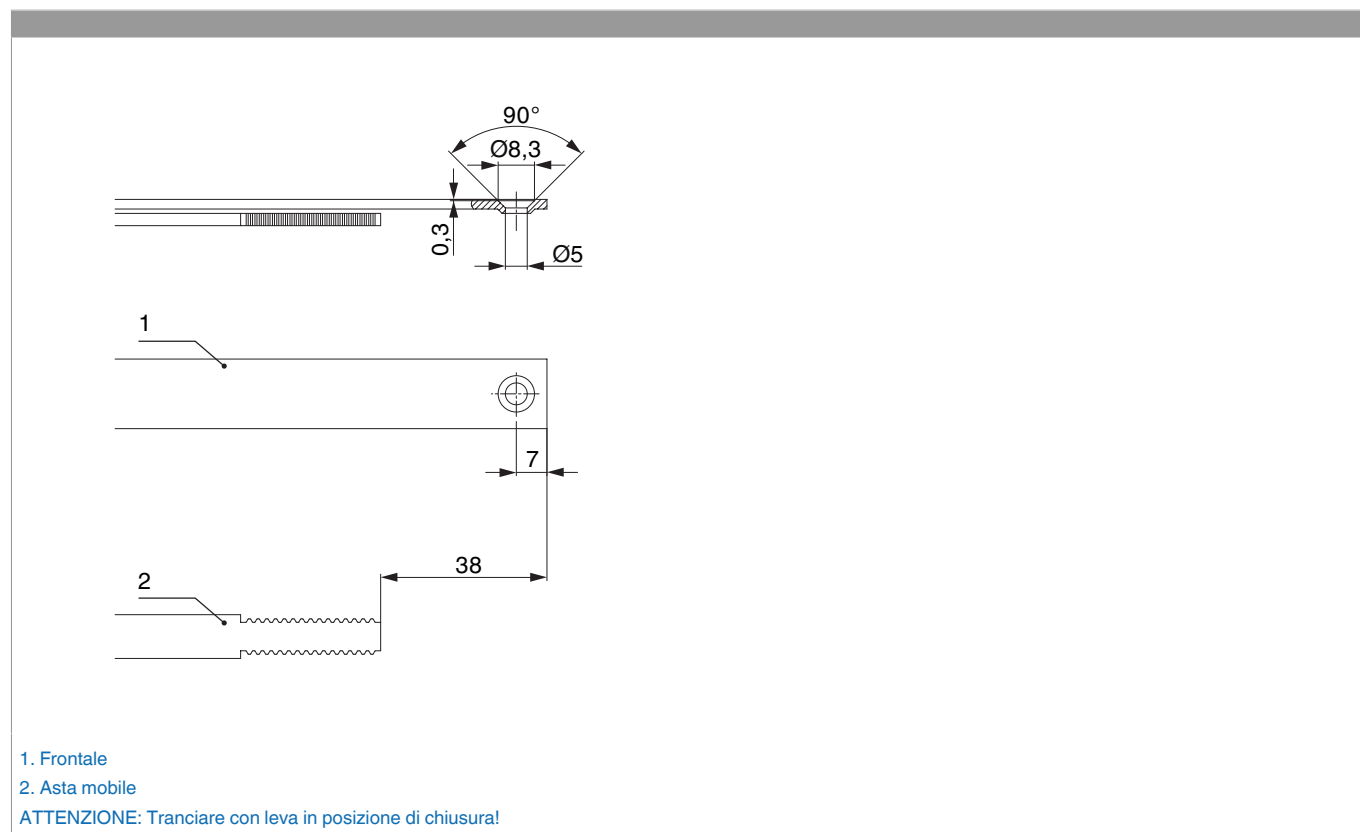 90°
Ø8,3
0,3
Ø5
1
7
38
2
1. Frontale
2. Asta mobile
ATTENZIONE: Tranciare con leva in posizione di chiusura!